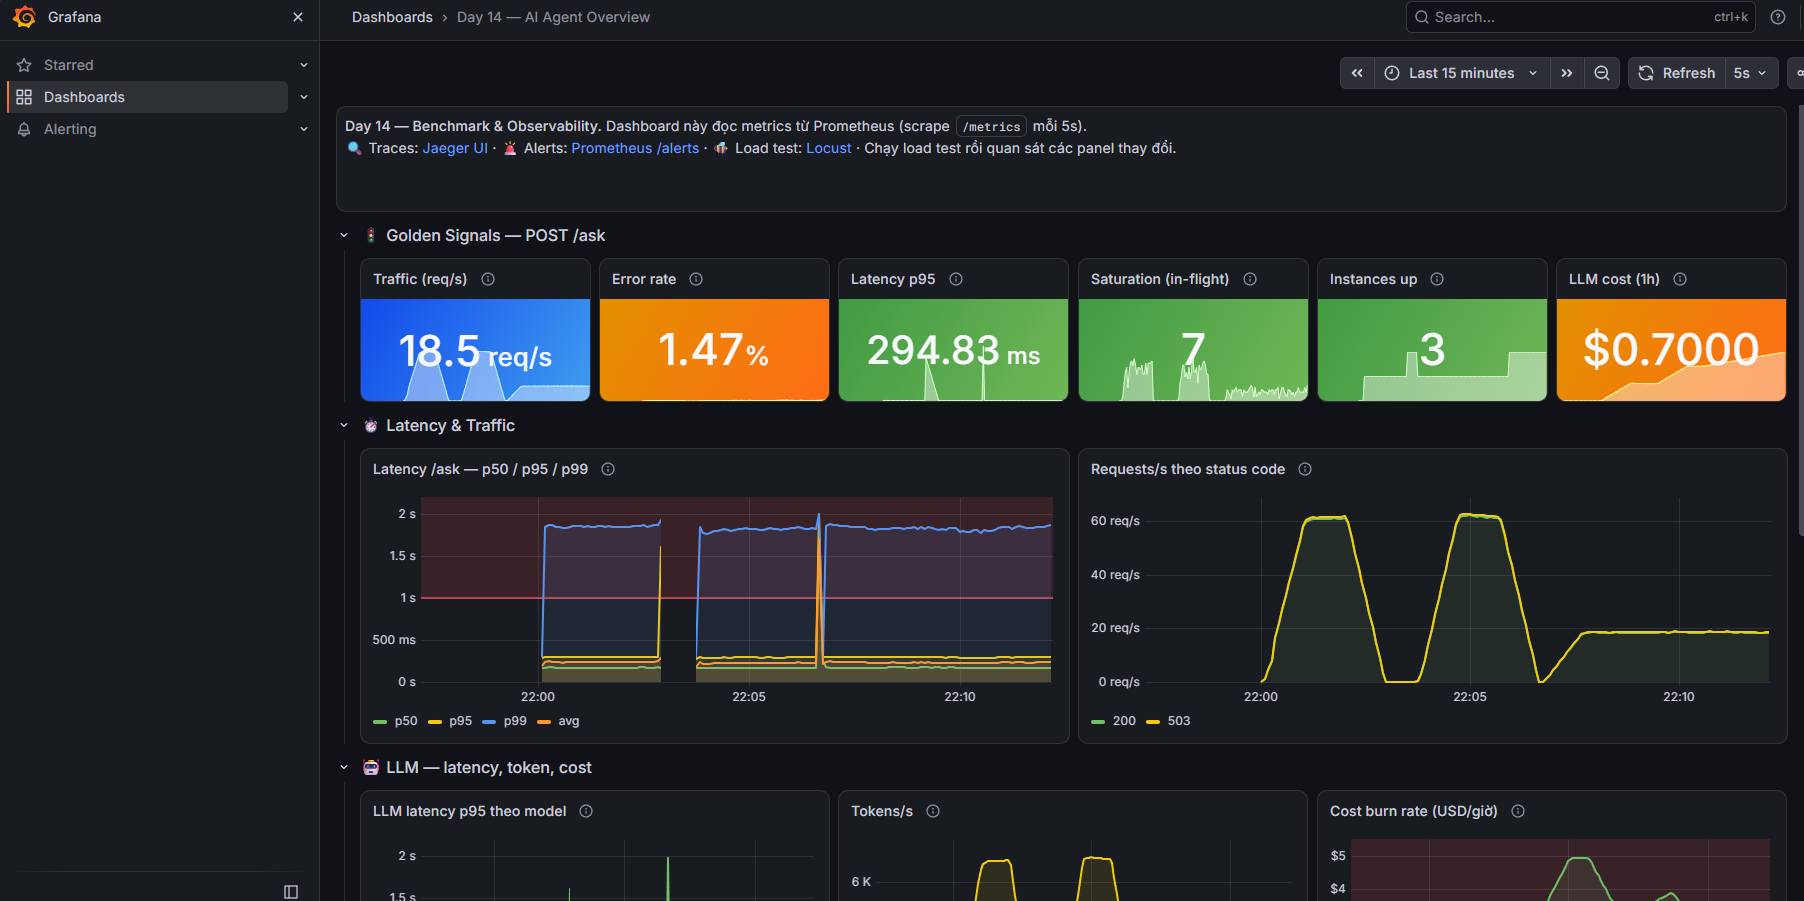 Grafana
Dashboards › Day 14 — AI Agent Overview
Search... ctrl+k
Starred
Dashboards
Alerting
Last 15 minutes
Refresh 5s
Day 14 — Benchmark & Observability. Dashboard này đọc metrics từ Prometheus (scrape /metrics mỗi 5s).
Traces: Jaeger UI · Alerts: Prometheus /alerts · Load test: Locust · Chạy load test rồi quan sát các panel thay đổi.
Golden Signals — POST /ask
Traffic (req/s)
18.5 req/s
Error rate
1.47%
Latency p95
294.83 ms
Saturation (in-flight)
7
Instances up
3
LLM cost (1h)
$0.7000
Latency & Traffic
Latency /ask — p50 / p95 / p99
2 s
1.5 s
1 s
500 ms
0 s
22:00 22:05 22:10
p50 p95 p99 avg
Requests/s theo status code
60 req/s
40 req/s
20 req/s
0 req/s
22:00 22:05 22:10
200 503
LLM — latency, token, cost
LLM latency p95 theo model
2 s
1.5 s
Tokens/s
6 K
Cost burn rate (USD/giờ)
$5
$4